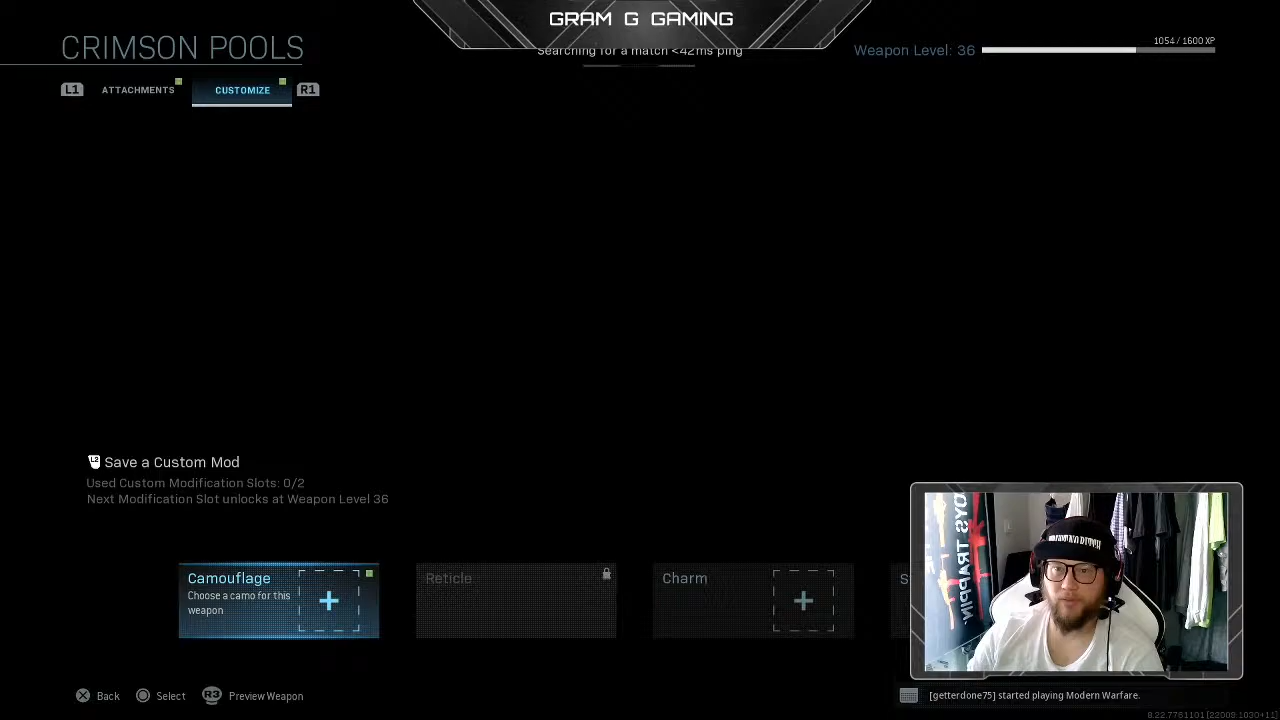 GRAM G GAMING
CRIMSON POOLS
Searching for a match <42ms ping
Weapon Level: 36
1054 / 1600 XP
L1
ATTACHMENTS
CUSTOMIZE
R1
L2 Save a Custom Mod
Used Custom Modification Slots: 0/2
Next Modification Slot unlocks at Weapon Level 36
Camouflage
Choose a camo for this
weapon
Reticle
Charm
S
Back
Select
R3 Preview Weapon
[getterdone75] started playing Modern Warfare.